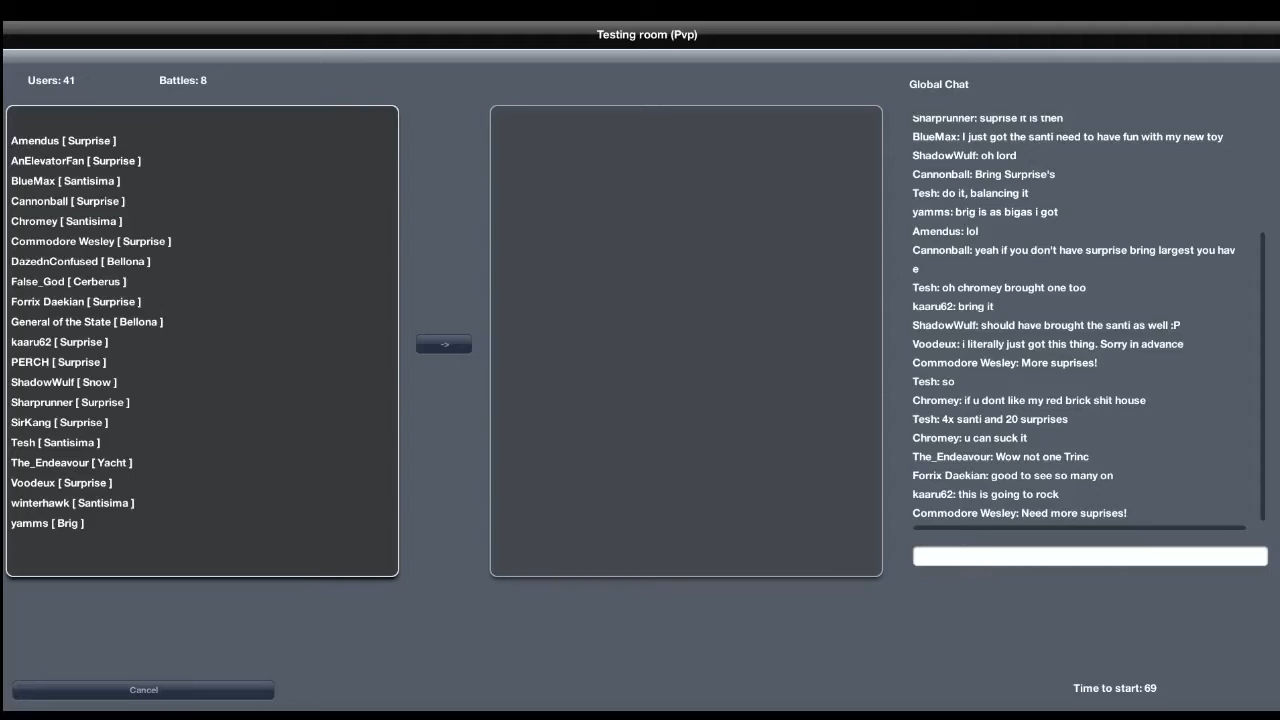 Testing room (Pvp)
Users: 41
Battles: 8
Global Chat
Amendus [ Surprise ]
AnElevatorFan [ Surprise ]
BlueMax [ Santisima ]
Cannonball [ Surprise ]
Chromey [ Santisima ]
Commodore Wesley [ Surprise ]
DazednConfused [ Bellona ]
False_God [ Cerberus ]
Forrix Daekian [ Surprise ]
General of the State [ Bellona ]
kaaru62 [ Surprise ]
PERCH [ Surprise ]
ShadowWulf [ Snow ]
Sharprunner [ Surprise ]
SirKang [ Surprise ]
Tesh [ Santisima ]
The_Endeavour [ Yacht ]
Voodeux [ Surprise ]
winterhawk [ Santisima ]
yamms [ Brig ]
->
Sharprunner: suprise it is then
BlueMax: I just got the santi need to have fun with my new toy
ShadowWulf: oh lord
Cannonball: Bring Surprise's
Tesh: do it, balancing it
yamms: brig is as bigas i got
Amendus: lol
Cannonball: yeah if you don't have surprise bring largest you hav
e
Tesh: oh chromey brought one too
kaaru62: bring it
ShadowWulf: should have brought the santi as well :P
Voodeux: i literally just got this thing. Sorry in advance
Commodore Wesley: More suprises!
Tesh: so
Chromey: if u dont like my red brick shit house
Tesh: 4x santi and 20 surprises
Chromey: u can suck it
The_Endeavour: Wow not one Trinc
Forrix Daekian: good to see so many on
kaaru62: this is going to rock
Commodore Wesley: Need more suprises!
Cancel
Time to start: 69